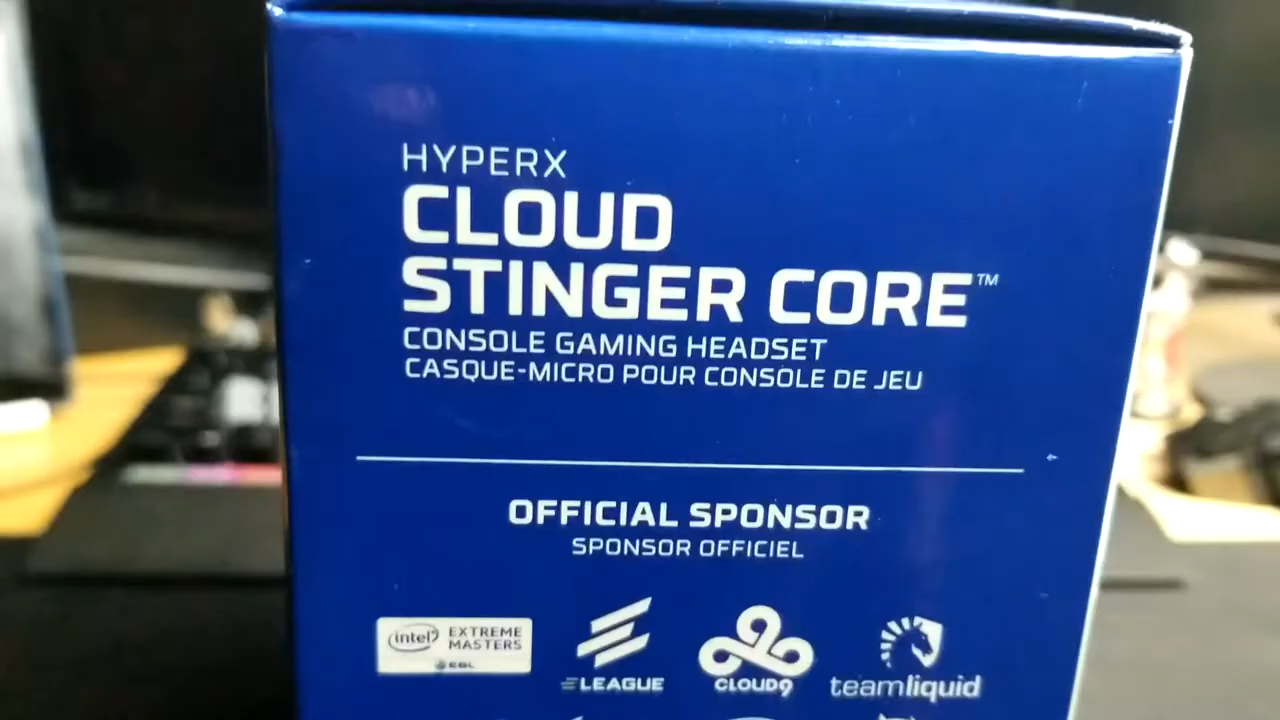 HYPERX
CLOUD
STINGER CORE™
CONSOLE GAMING HEADSET
CASQUE-MICRO POUR CONSOLE DE JEU
OFFICIAL SPONSOR
SPONSOR OFFICIEL
intel EXTREME MASTERS
ESL
ELEAGUE
CLOUD9
teamliquid